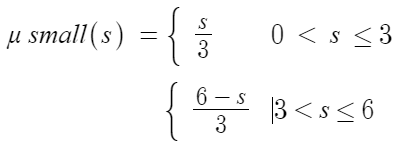 μ small(s) = { s/3 0 < s ≤ 3
{ 6 − s/3 |3 < s ≤ 6